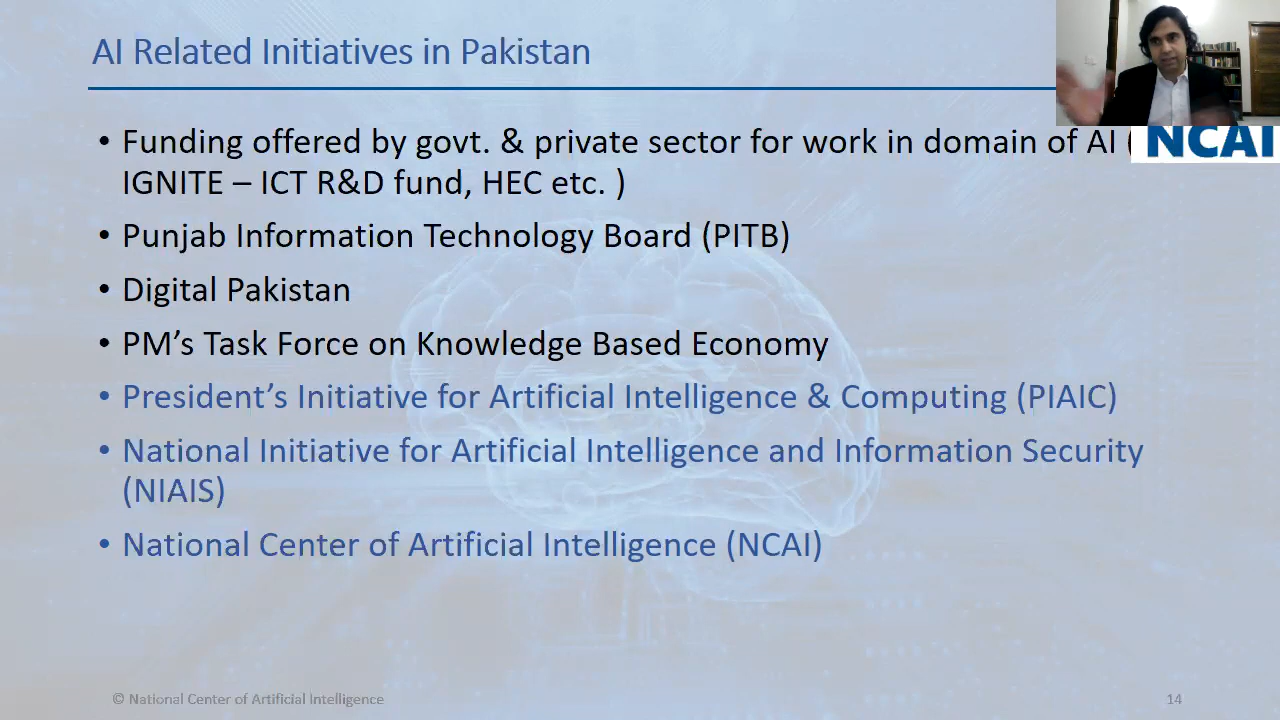 AI Related Initiatives in Pakistan
• Funding offered by govt. & private sector for work in domain of AI (
IGNITE – ICT R&D fund, HEC etc. )
NCAI
• Punjab Information Technology Board (PITB)
• Digital Pakistan
• PM’s Task Force on Knowledge Based Economy
• President’s Initiative for Artificial Intelligence & Computing (PIAIC)
• National Initiative for Artificial Intelligence and Information Security
(NIAIS)
• National Center of Artificial Intelligence (NCAI)
© National Center of Artificial Intelligence
14